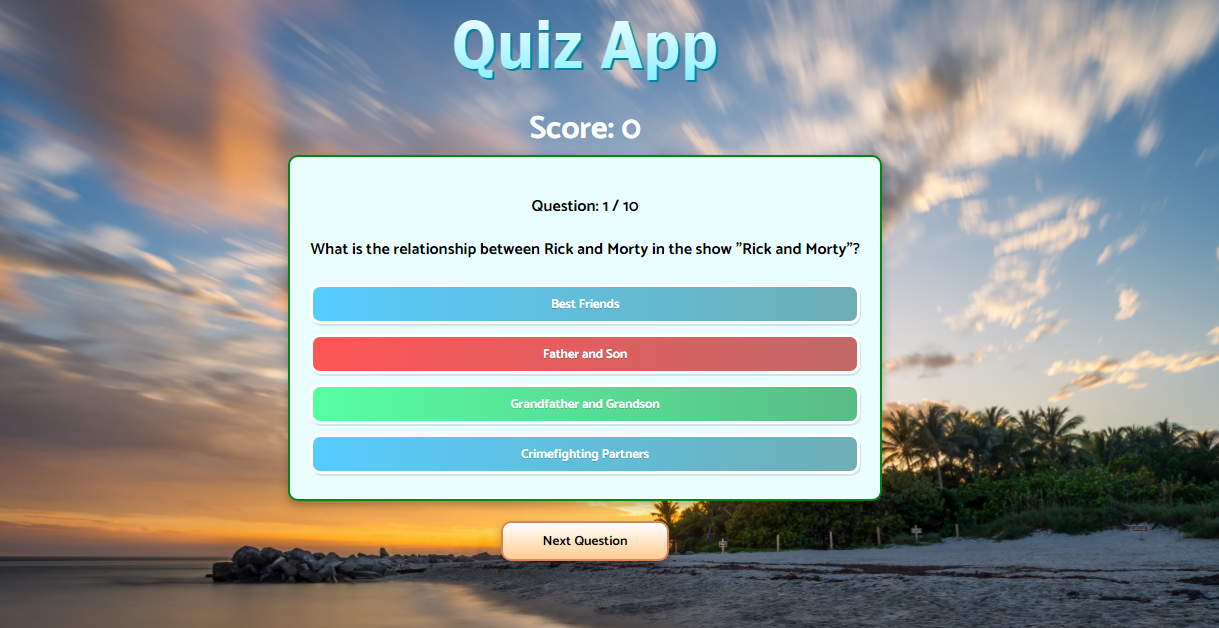 Quiz App
Score: 0
Question: 1 / 10
What is the relationship between Rick and Morty in the show ”Rick and Morty”?
Best Friends
Father and Son
Grandfather and Grandson
Crimefighting Partners
Next Question